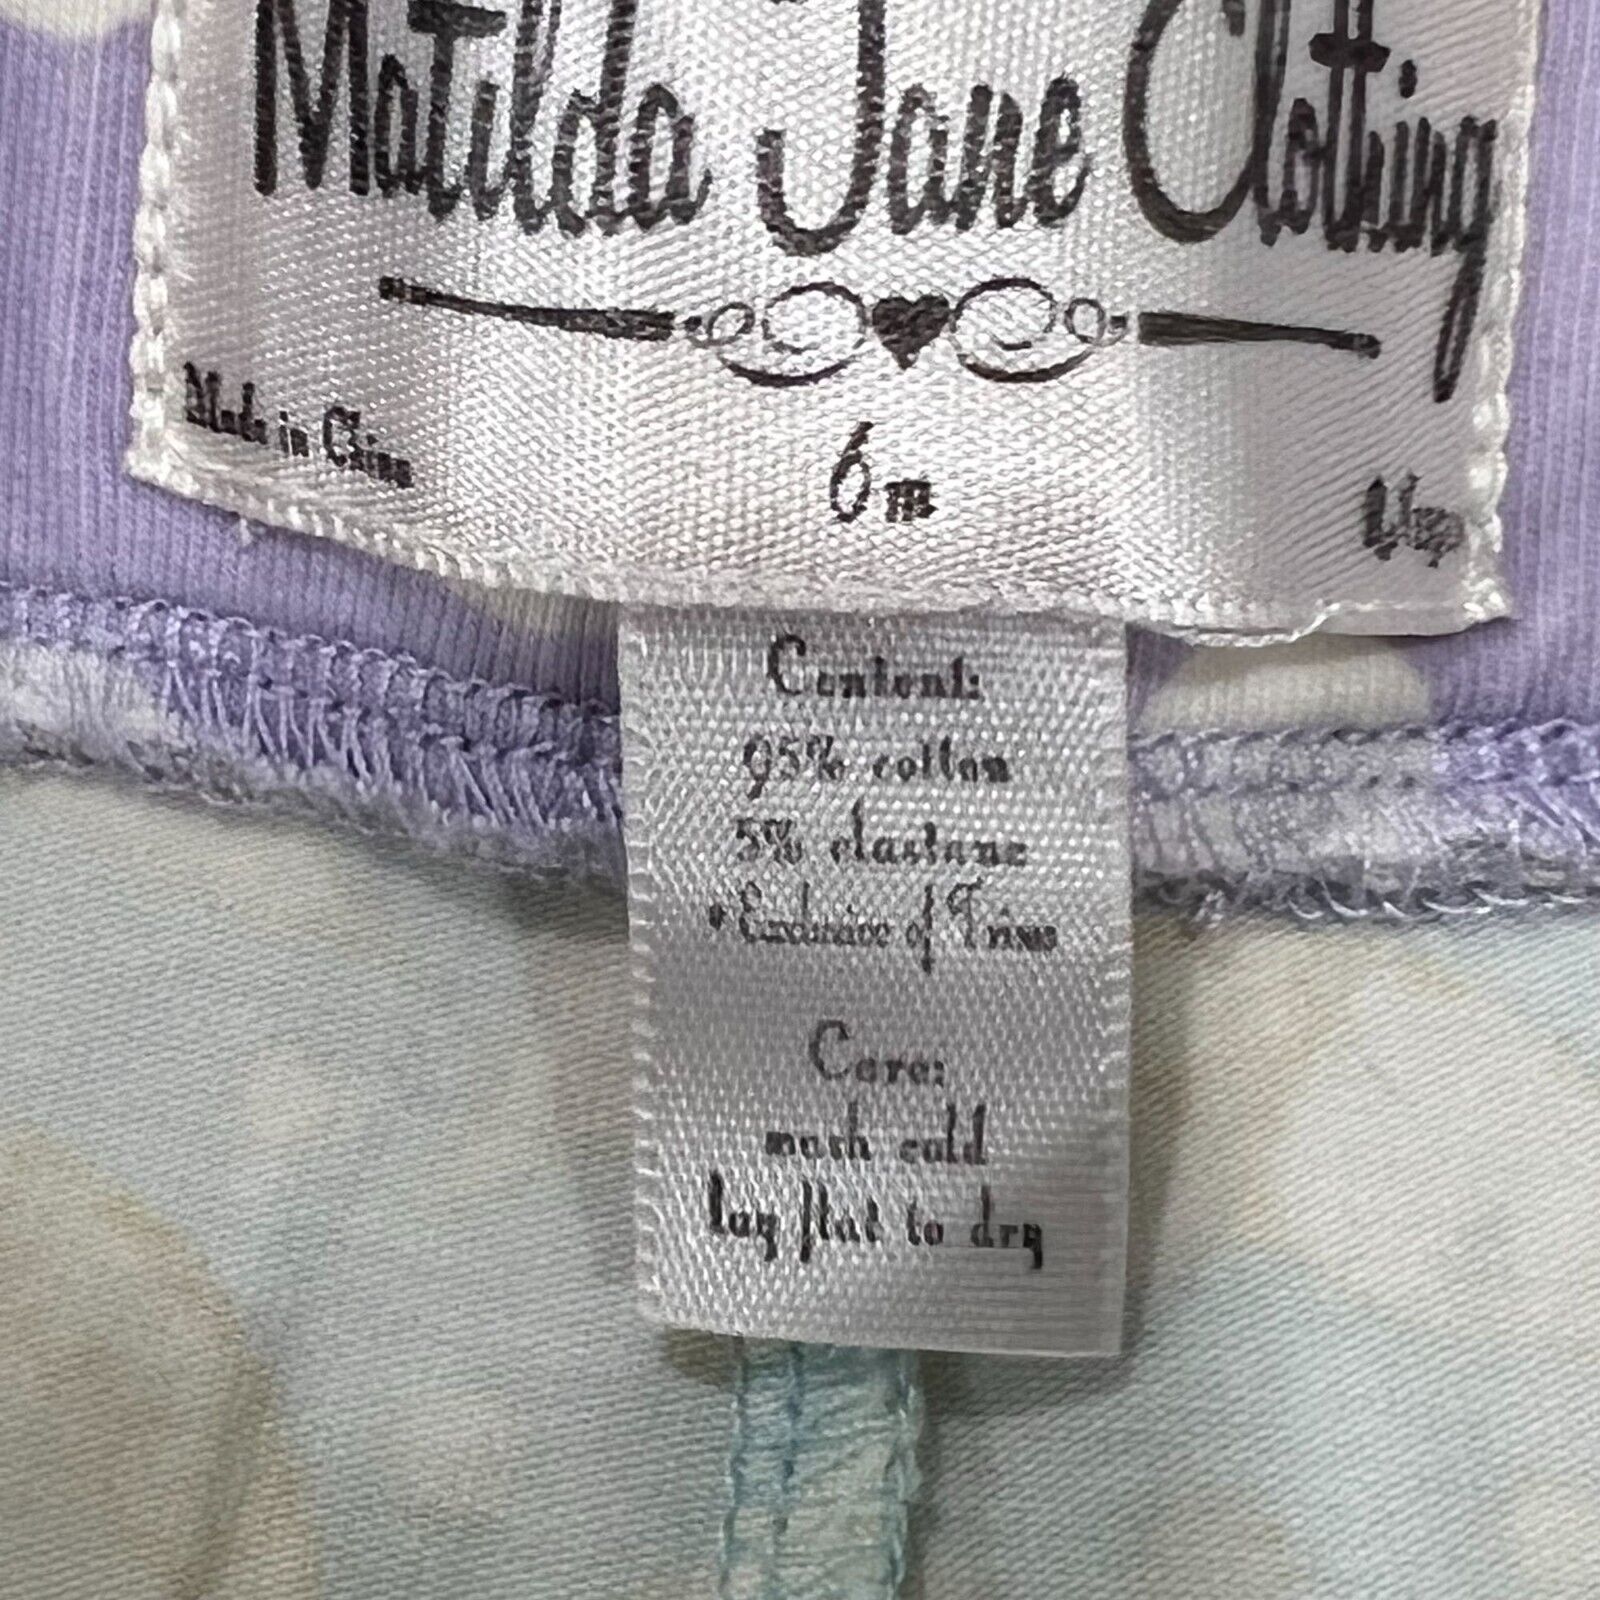 Matilda Jane Clothing
Made in China
6m
Content:
95% cotton
5% elastane
*Exclusive of Trims
Care:
wash cold
lay flat to dry